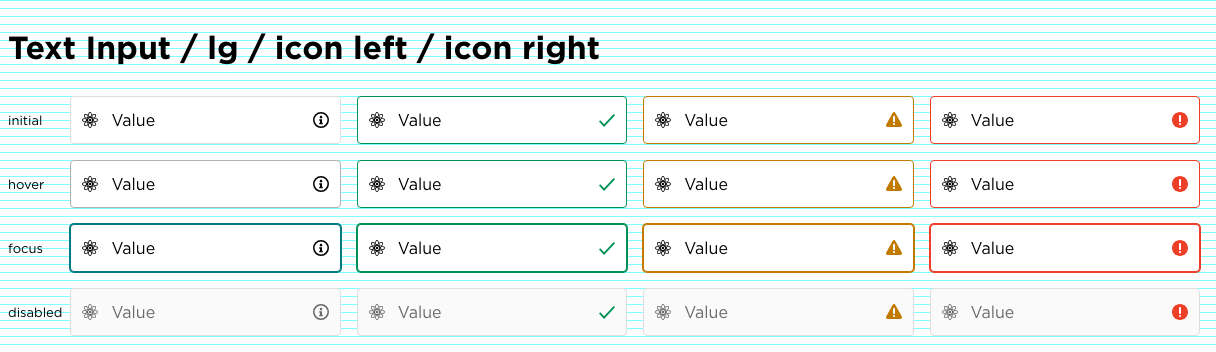 Text Input / lg / icon left / icon right
initial Value Value Value Value
hover Value Value Value Value
focus Value Value Value Value
disabled Value Value Value Value